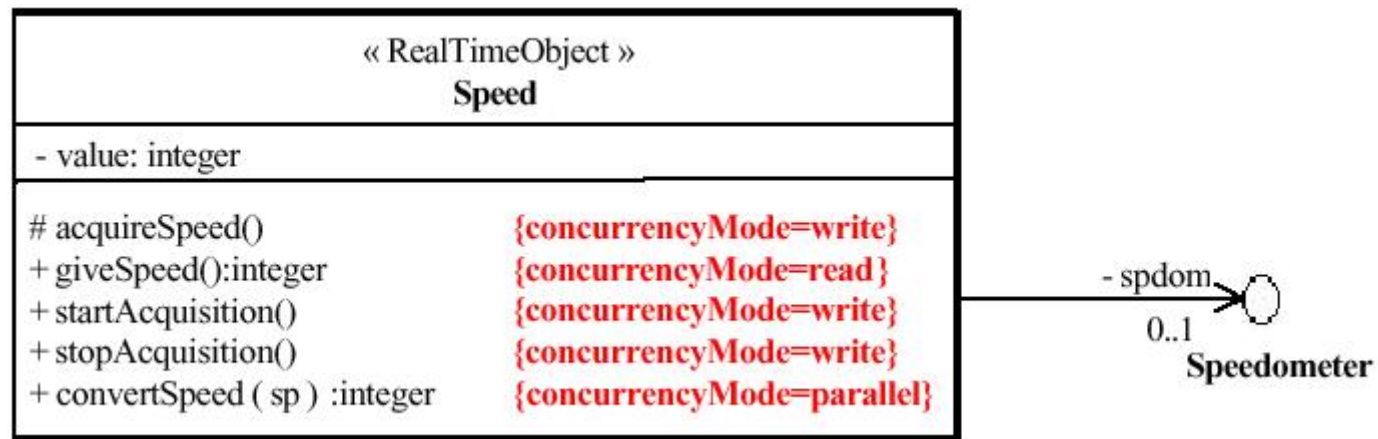 « RealTimeObject »
Speed
- value: integer
# acquireSpeed() {concurrencyMode=write}
+ giveSpeed():integer {concurrencyMode=read}
+ startAcquisition() {concurrencyMode=write}
+ stopAcquisition() {concurrencyMode=write}
+ convertSpeed ( sp ) :integer {concurrencyMode=parallel}
- spdom
0..1
Speedometer